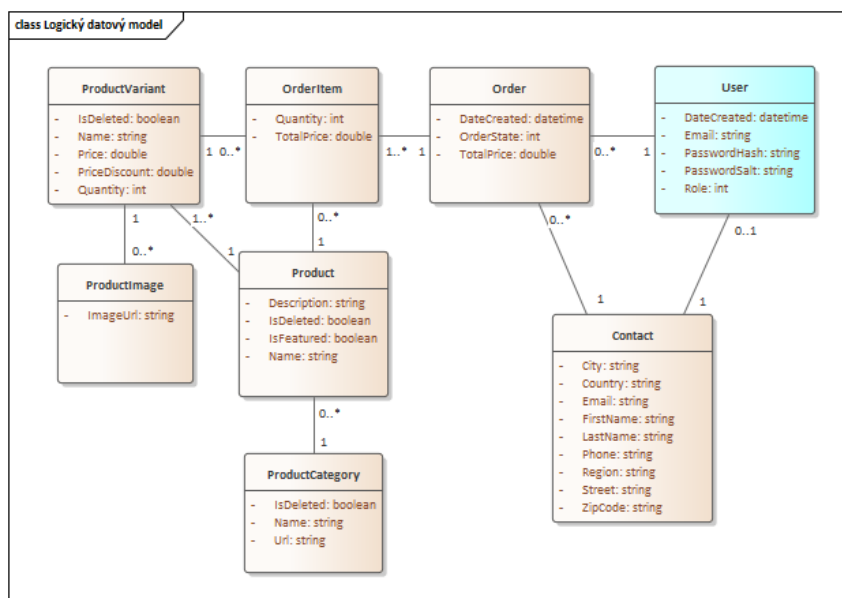 class Logický datový model
ProductVariant
- IsDeleted: boolean
- Name: string
- Price: double
- PriceDiscount: double
- Quantity: int
OrderItem
- Quantity: int
- TotalPrice: double
Order
- DateCreated: datetime
- OrderState: int
- TotalPrice: double
User
- DateCreated: datetime
- Email: string
- PasswordHash: string
- PasswordSalt: string
- Role: int
1 0..*
1..* 1
0..* 1
1
0..*
1..*
1
0..*
1
0..*
1
0..1
1
ProductImage
- ImageUrl: string
Product
- Description: string
- IsDeleted: boolean
- IsFeatured: boolean
- Name: string
Contact
- City: string
- Country: string
- Email: string
- FirstName: string
- LastName: string
- Phone: string
- Region: string
- Street: string
- ZipCode: string
0..*
1
ProductCategory
- IsDeleted: boolean
- Name: string
- Url: string